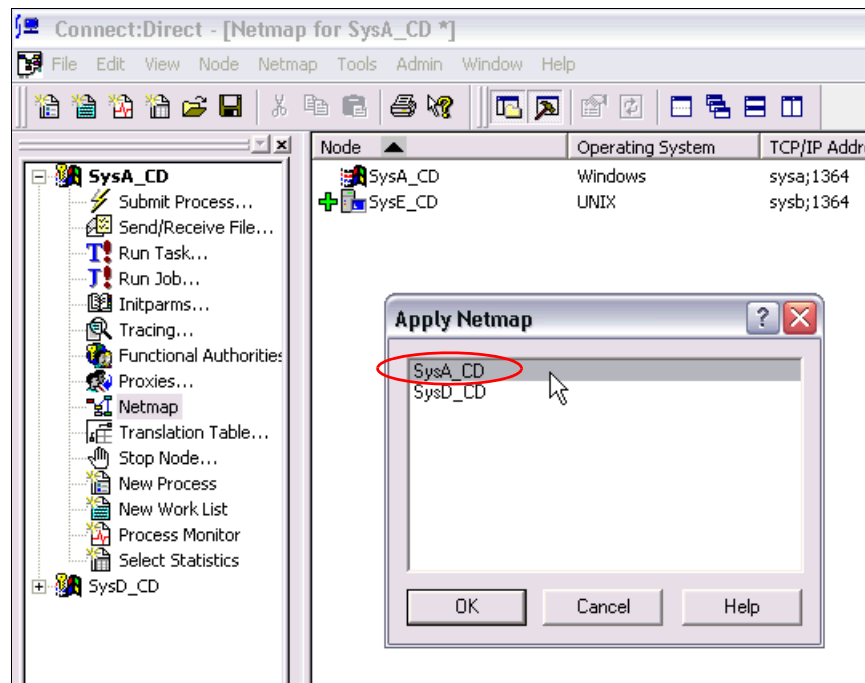 Connect:Direct - [Netmap for SysA_CD *]
File Edit View Node Netmap Tools Admin Window Help
Node Operating System TCP/IP Addr
SysA_CD Windows sysa;1364
SysE_CD UNIX sysb;1364
SysA_CD
Submit Process...
Send/Receive File...
Run Task...
Run Job...
Initparms...
Tracing...
Functional Authorities
Proxies...
Netmap
Translation Table...
Stop Node...
New Process
New Work List
Process Monitor
Select Statistics
SysD_CD
Apply Netmap
SysA_CD
SysD_CD
OK Cancel Help